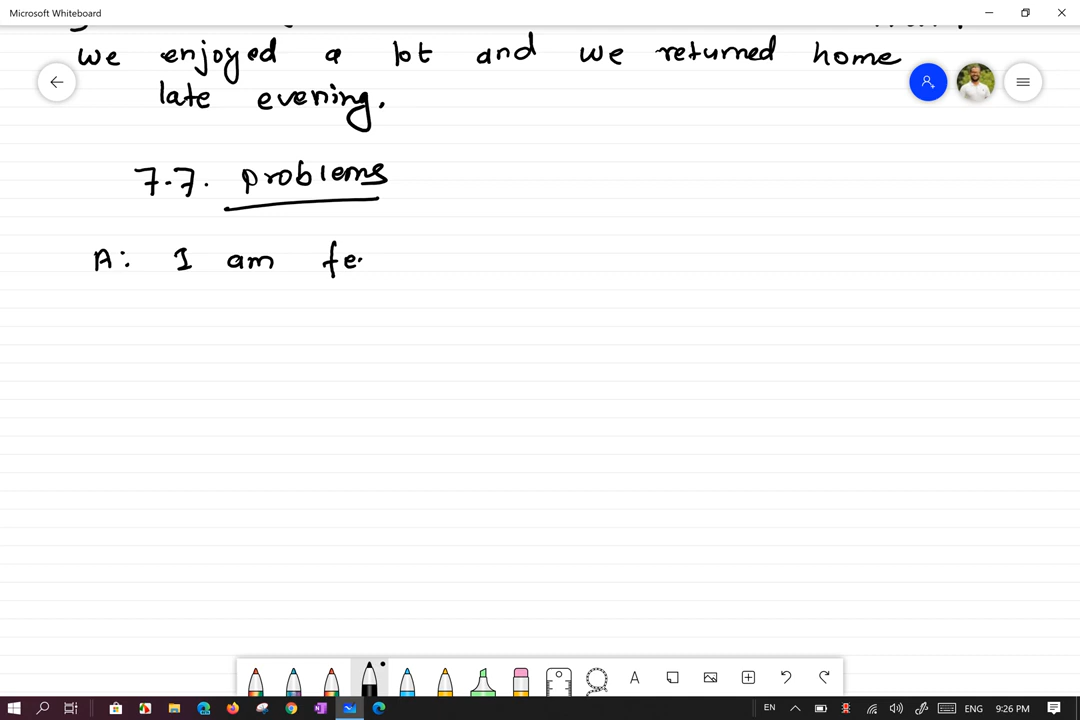 Microsoft Whiteboard
we enjoyed a lot and we returned home
late evening.
7.7. Problems
A: I am fe
A
EN
ENG 9:26 PM